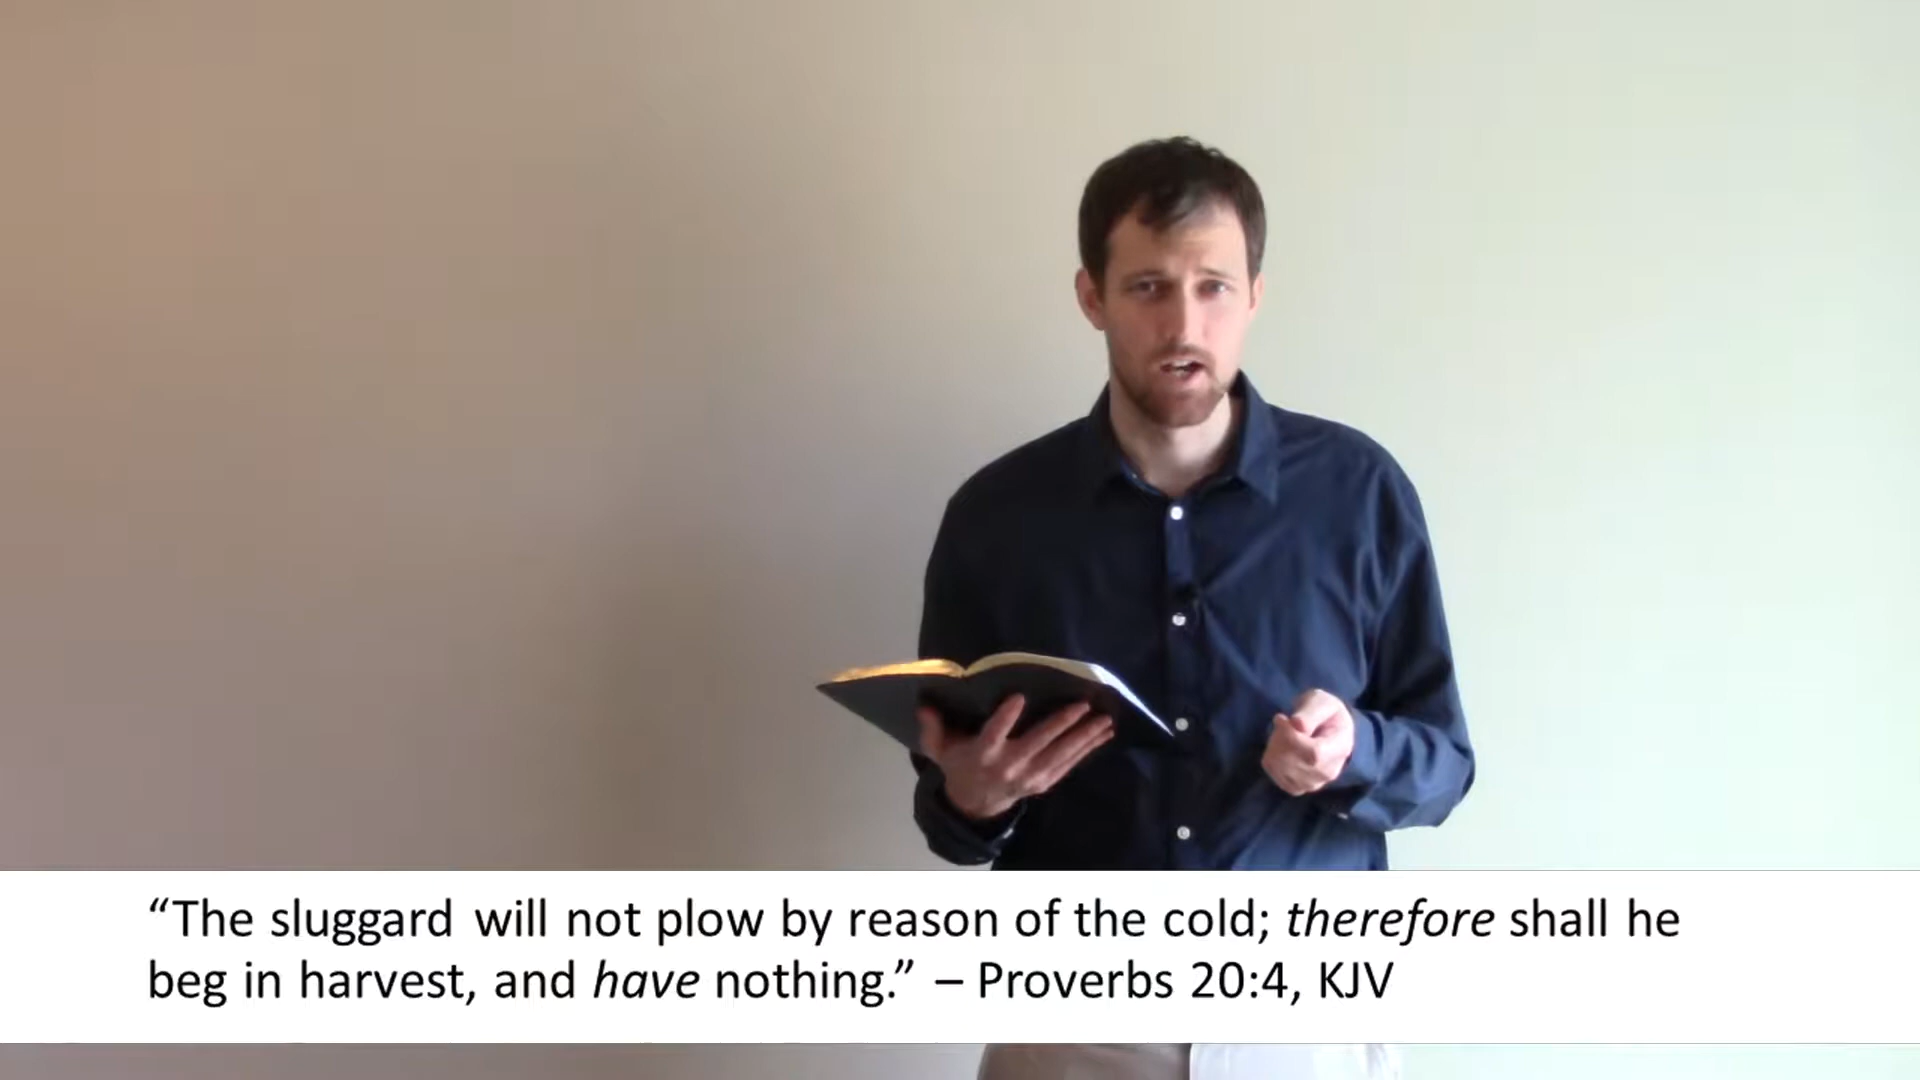 “The sluggard will not plow by reason of the cold; therefore shall he
beg in harvest, and have nothing.” – Proverbs 20:4, KJV